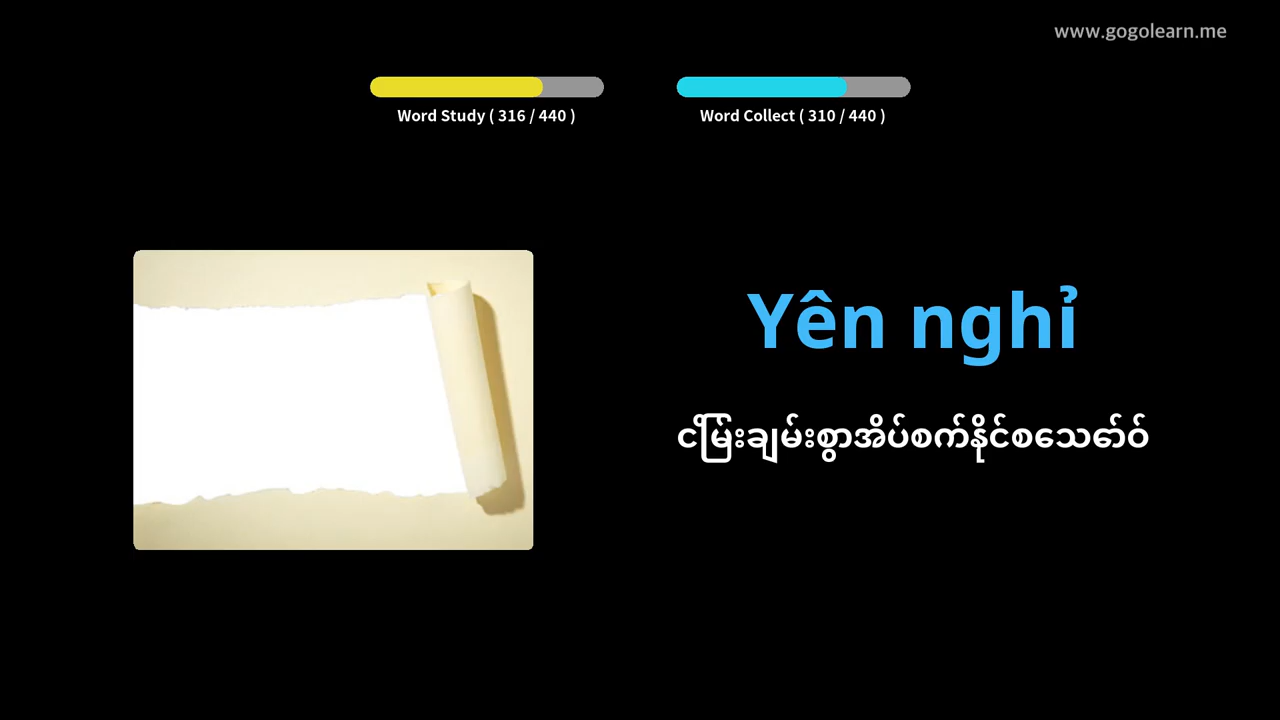 www.gogolearn.me
Word Study ( 316 / 440 )
Word Collect ( 310 / 440 )
Yên nghỉ
ငြိမ်းချမ်းစွာအိပ်စက်နိုင်စေသော်ဝ်